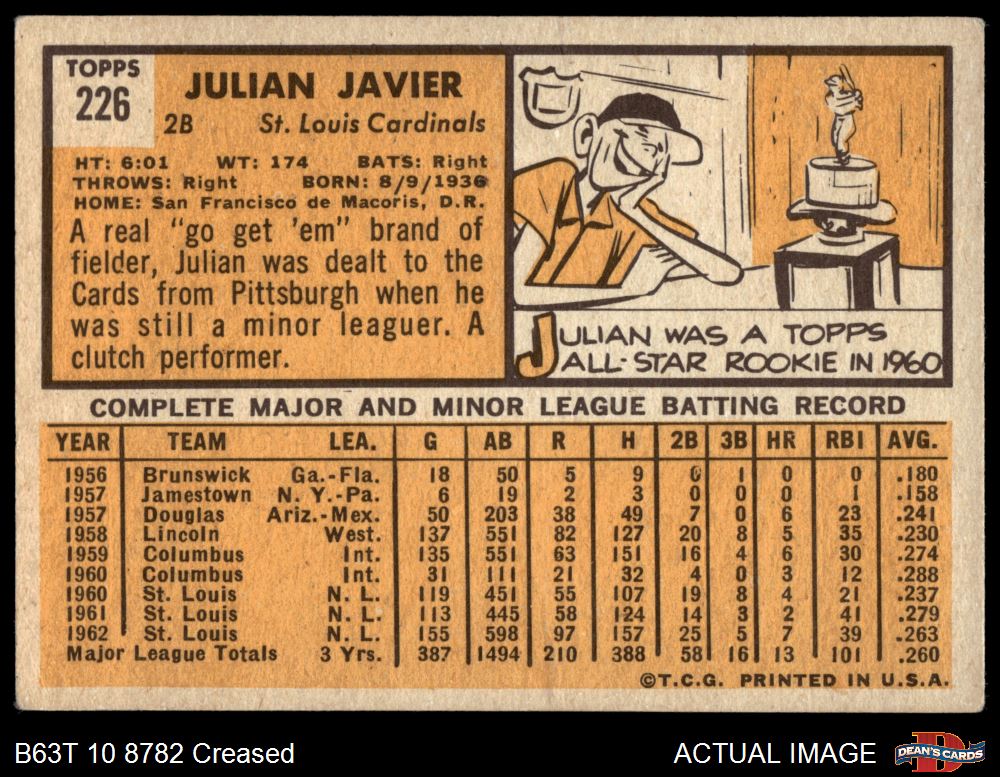 TOPPS
226
JULIAN JAVIER
2B St. Louis Cardinals
HT: 6:01 WT: 174 BATS: Right
THROWS: Right BORN: 8/9/1936
HOME: San Francisco de Macoris, D.R.
A real "go get 'em" brand of
fielder, Julian was dealt to the
Cards from Pittsburgh when he
was still a minor leaguer. A
clutch performer.
JULIAN WAS A TOPPS
ALL-STAR ROOKIE IN 1960
COMPLETE MAJOR AND MINOR LEAGUE BATTING RECORD
YEAR TEAM LEA. G AB R H 2B 3B HR RBI AVG.
1956 Brunswick Ga.-Fla. 18 50 5 9 0 1 0 0 .180
1957 Jamestown N. Y.-Pa. 6 19 2 3 0 0 0 1 .158
1957 Douglas Ariz.-Mex. 50 203 38 49 7 0 6 23 .241
1958 Lincoln West. 137 551 82 127 20 8 5 35 .230
1959 Columbus Int. 135 551 63 151 16 4 6 30 .274
1960 Columbus Int. 31 111 21 32 4 0 3 12 .288
1960 St. Louis N. L. 119 451 55 107 19 8 4 21 .237
1961 St. Louis N. L. 113 445 58 124 14 3 2 41 .279
1962 St. Louis N. L. 155 598 97 157 25 5 7 39 .263
Major League Totals 3 Yrs. 387 1494 210 388 58 16 13 101 .260
©T.C.G. PRINTED IN U.S.A.
B63T 10 8782 Creased ACTUAL IMAGE DEAN'S CARDS